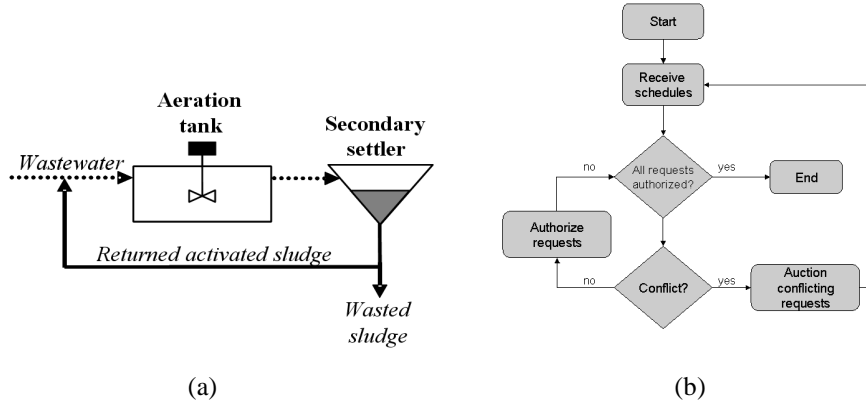 Aeration
tank
Secondary
settler
Wastewater
Returned activated sludge
Wasted
sludge
(a)
Start
Receive
schedules
no
All requests
authorized?
yes
End
Authorize
requests
no
Conflict?
yes
Auction
conflicting
requests
(b)